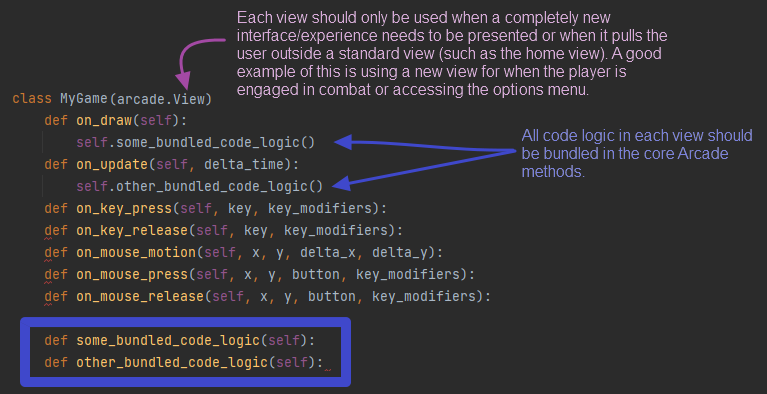 Each view should only be used when a completely new
interface/experience needs to be presented or when it pulls the
user outside a standard view (such as the home view). A good
example of this is using a new view for when the player is
engaged in combat or accessing the options menu.
class MyGame(arcade.View)
def on_draw(self):
self.some_bundled_code_logic()
def on_update(self, delta_time):
self.other_bundled_code_logic()
All code logic in each view should
be bundled in the core Arcade
methods.
def on_key_press(self, key, key_modifiers):
def on_key_release(self, key, key_modifiers):
def on_mouse_motion(self, x, y, delta_x, delta_y):
def on_mouse_press(self, x, y, button, key_modifiers):
def on_mouse_release(self, x, y, button, key_modifiers):
def some_bundled_code_logic(self):
def other_bundled_code_logic(self):